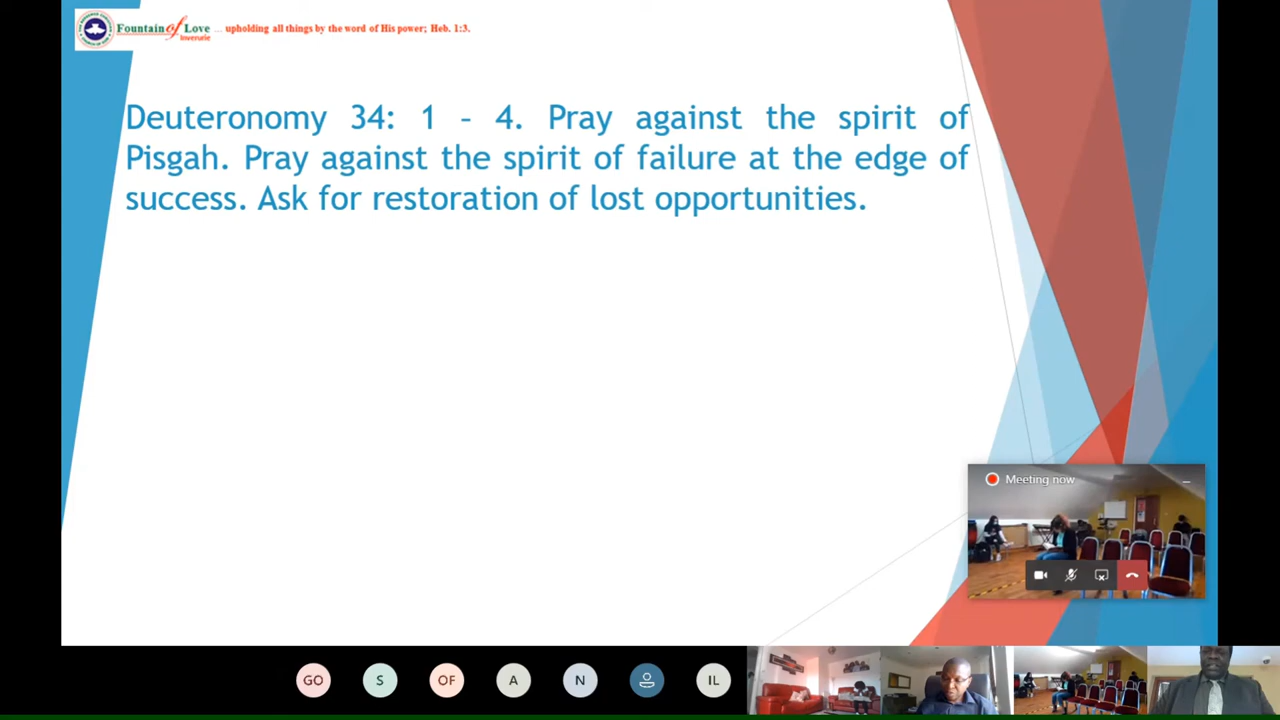 Fountain of Love ... upholding all things by the word of His power; Heb. 1:3.
Inverurie
Deuteronomy 34: 1 – 4. Pray against the spirit of
Pisgah. Pray against the spirit of failure at the edge of
success. Ask for restoration of lost opportunities.
Meeting now
GO S OF A N IL